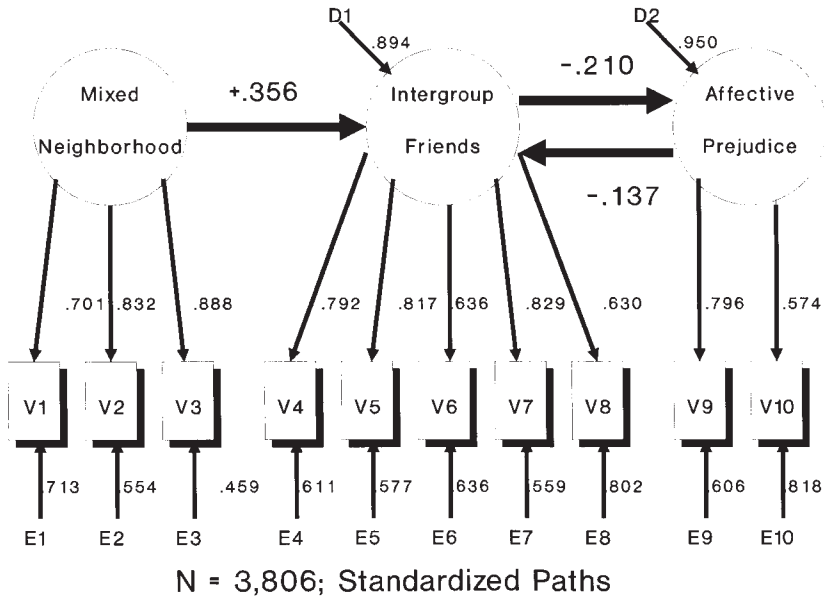 D1
D2
.894
.950
Mixed
Neighborhood
+.356
Intergroup
Friends
-.210
-.137
Affective
Prejudice
.701
.832
.888
.792
.817
.636
.829
.630
.796
.574
V1
V2
V3
V4
V5
V6
V7
V8
V9
V10
.713
.554
.459
.611
.577
.636
.559
.802
.606
.818
E1
E2
E3
E4
E5
E6
E7
E8
E9
E10
N = 3,806; Standardized Paths